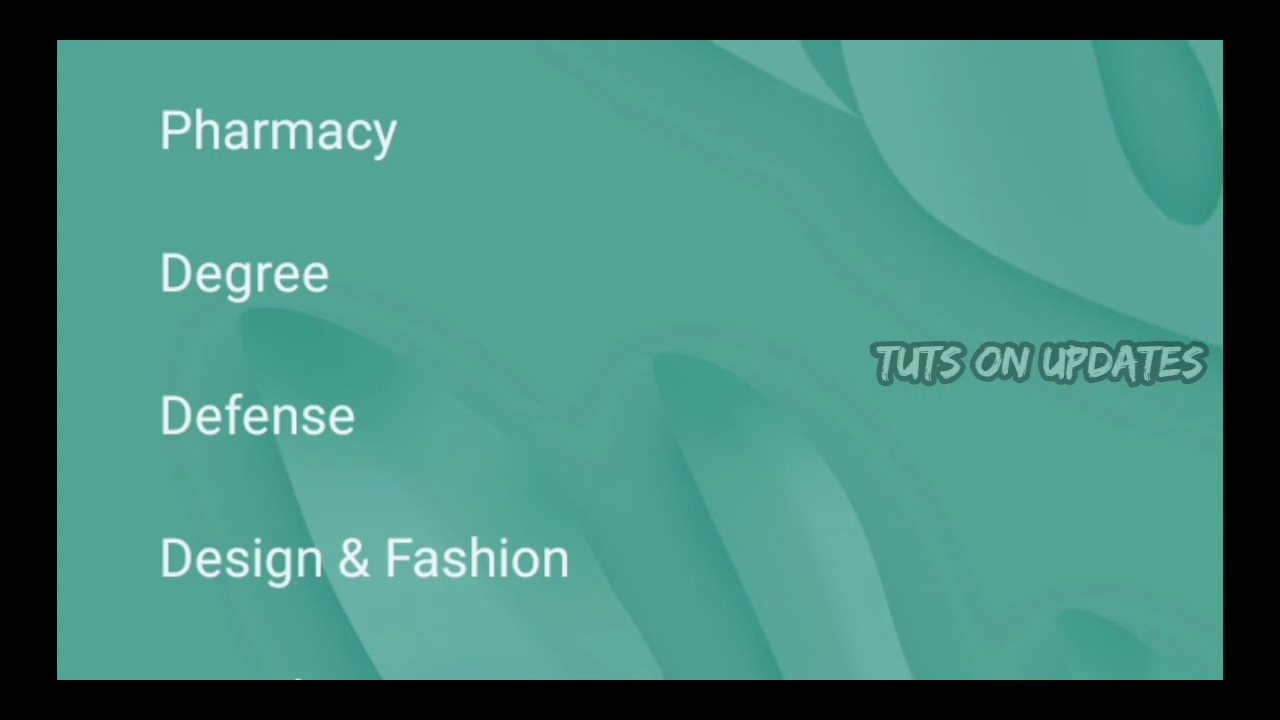 Pharmacy
Degree
TUTS ON UPDATES
Defense
Design & Fashion